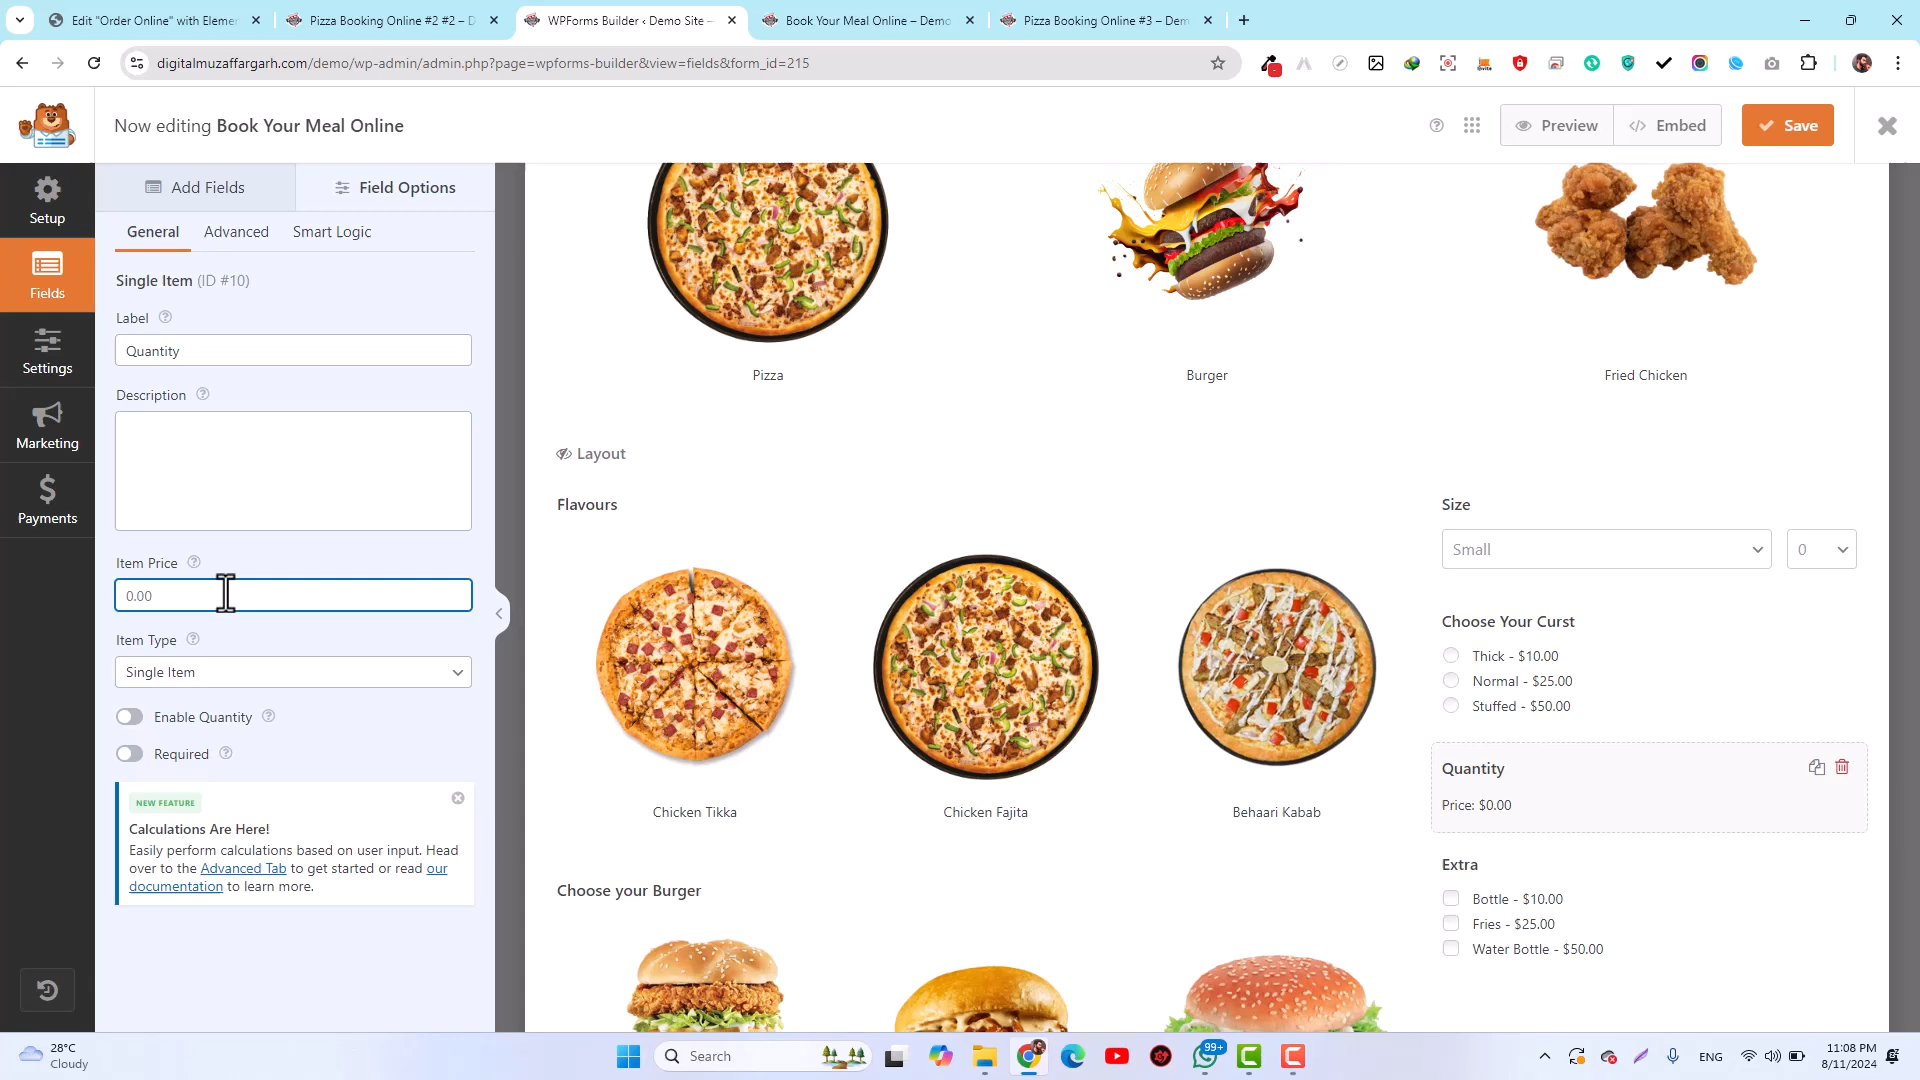 Edit "Order Online" with Elemen
Pizza Booking Online #2 #2 – D
WPForms Builder ‹ Demo Site –
Book Your Meal Online – Demo
Pizza Booking Online #3 – Dem
digitalmuzaffargarh.com/demo/wp-admin/admin.php?page=wpforms-builder&view=fields&form_id=215
Now editing Book Your Meal Online
Preview
Embed
Save
Setup
Fields
Settings
Marketing
Payments
Add Fields
Field Options
General
Advanced
Smart Logic
Single Item (ID #10)
Label
Quantity
Description
Item Price
0.00
Item Type
Single Item
Enable Quantity
Required
NEW FEATURE
Calculations Are Here!
Easily perform calculations based on user input. Head
over to the Advanced Tab to get started or read our
documentation to learn more.
Pizza
Burger
Fried Chicken
Layout
Flavours
Chicken Tikka
Chicken Fajita
Behaari Kabab
Choose your Burger
Size
Small
0
Choose Your Curst
Thick - $10.00
Normal - $25.00
Stuffed - $50.00
Quantity
Price: $0.00
Extra
Bottle - $10.00
Fries - $25.00
Water Bottle - $50.00
28°C
Cloudy
Search
99+
ENG
11:08 PM
8/11/2024